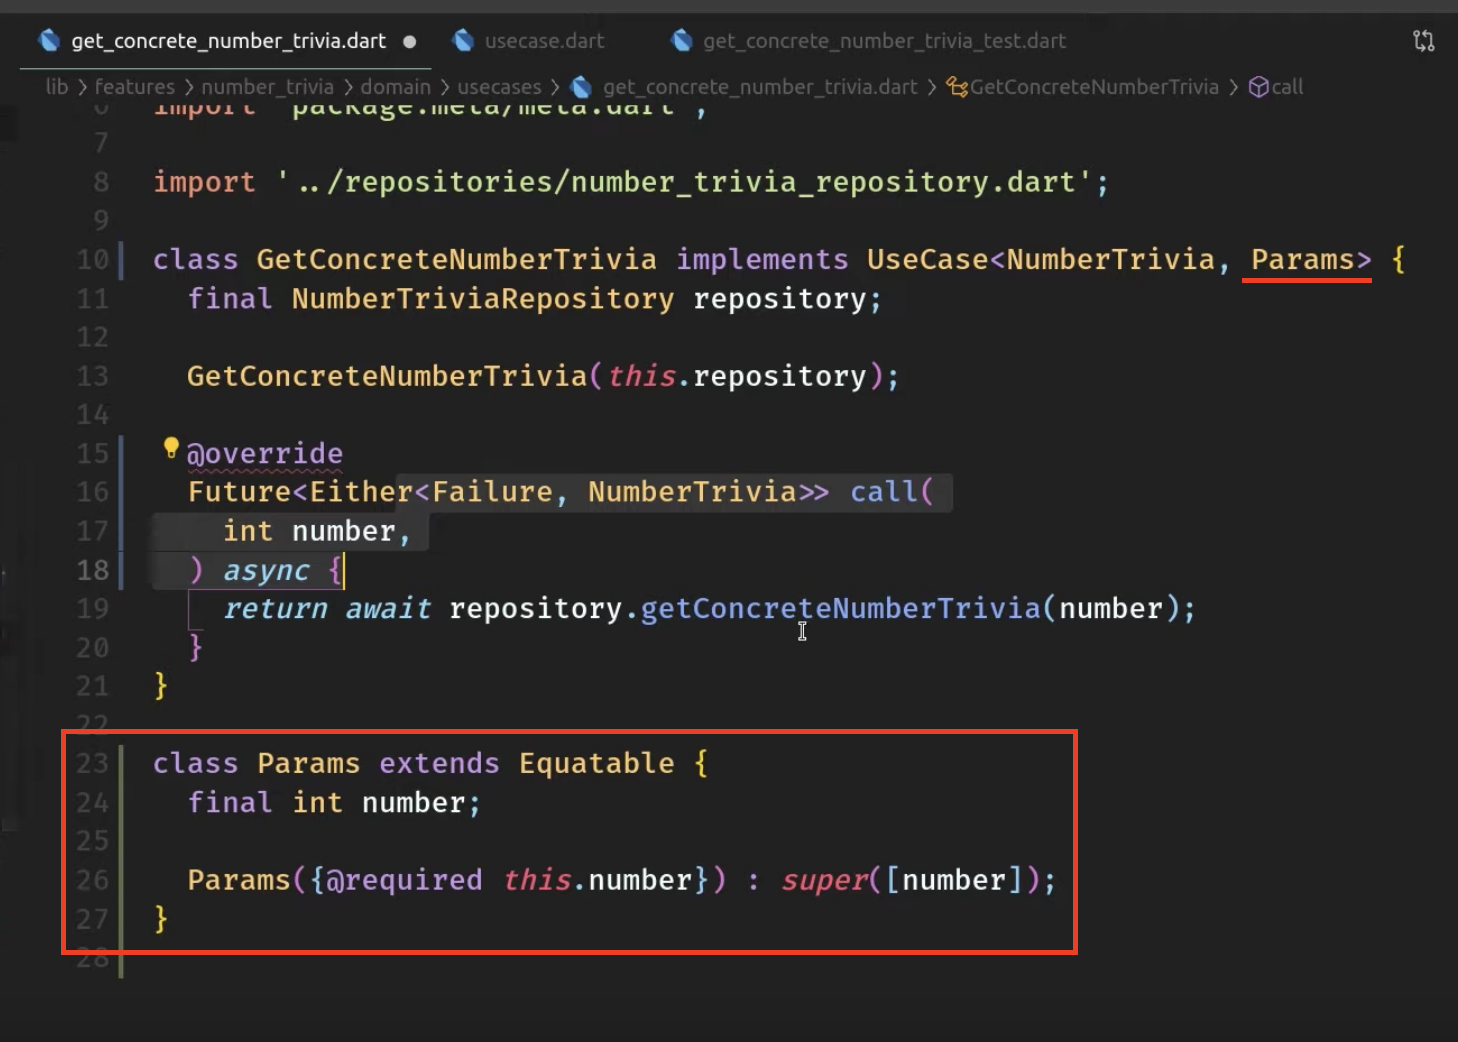 get_concrete_number_trivia.dart ● usecase.dart get_concrete_number_trivia_test.dart
lib > features > number_trivia > domain > usecases > get_concrete_number_trivia.dart > GetConcreteNumberTrivia > call
6 import 'package:meta/meta.dart';
7
8 import '../repositories/number_trivia_repository.dart';
9
10 class GetConcreteNumberTrivia implements UseCase<NumberTrivia, Params> {
11   final NumberTriviaRepository repository;
12
13   GetConcreteNumberTrivia(this.repository);
14
15   @override
16   Future<Either<Failure, NumberTrivia>> call(
17     int number,
18   ) async {
19     return await repository.getConcreteNumberTrivia(number);
20   }
21 }
22
23 class Params extends Equatable {
24   final int number;
25
26   Params({@required this.number}) : super([number]);
27 }
28